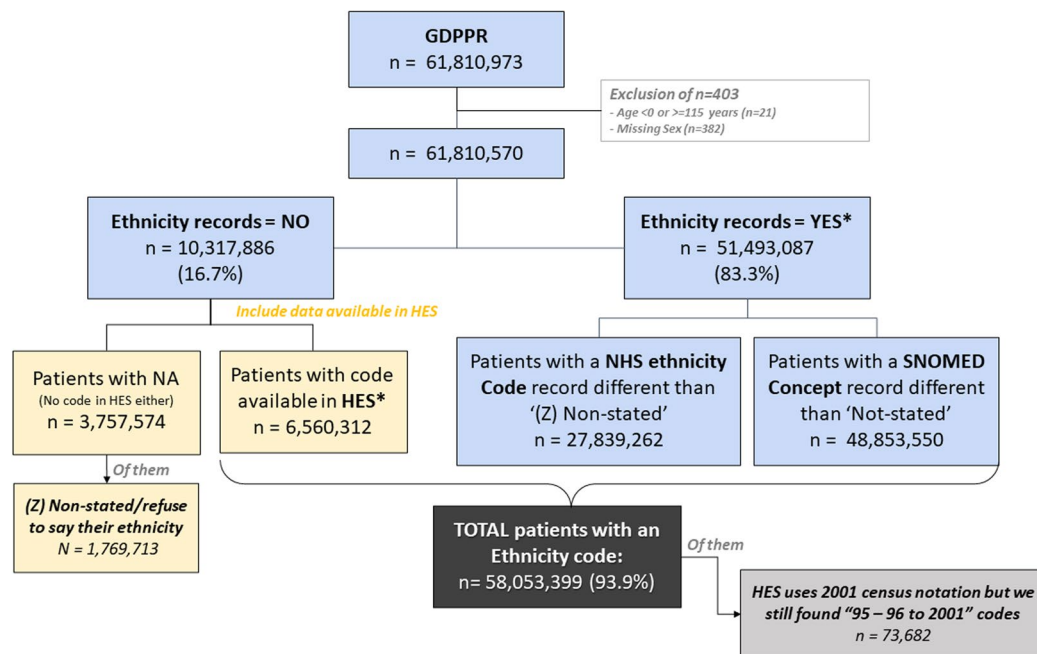 GDPPR
n = 61,810,973
Exclusion of n=403
- Age <0 or >=115 years (n=21)
- Missing Sex (n=382)
n = 61,810,570
Ethnicity records = NO
n = 10,317,886
(16.7%)
Ethnicity records = YES*
n = 51,493,087
(83.3%)
Include data available in HES
Patients with NA
(No code in HES either)
n = 3,757,574
Patients with code
available in HES*
n = 6,560,312
Patients with a NHS ethnicity
Code record different than
‘(Z) Non-stated’
n = 27,839,262
Patients with a SNOMED
Concept record different
than ‘Not-stated’
n = 48,853,550
Of them
(Z) Non-stated/refuse
to say their ethnicity
N = 1,769,713
TOTAL patients with an
Ethnicity code:
n= 58,053,399 (93.9%)
Of them
HES uses 2001 census notation but we
still found “95 – 96 to 2001” codes
n = 73,682